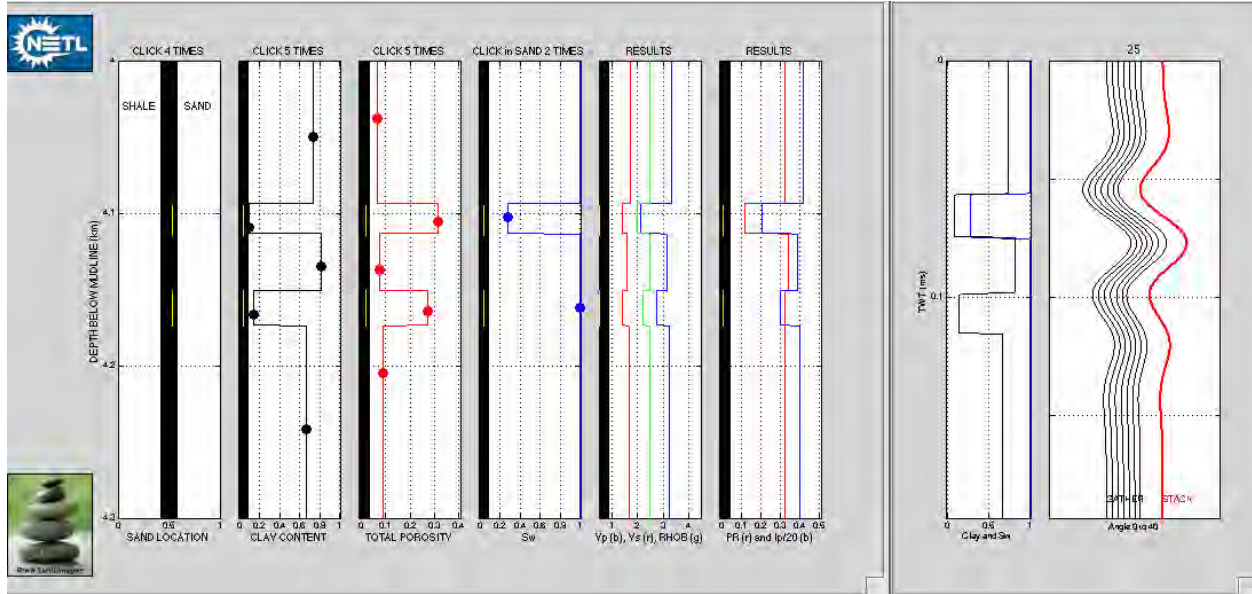 NETL
CLICK 4 TIMES
CLICK 5 TIMES
CLICK 5 TIMES
CLICK in SAND 2 TIMES
RESULTS
RESULTS
25
SHALE
SAND
DEPTH BELOW MUDLINE (km)
4
4.1
4.2
4.3
0 0.5 1
0 0.2 0.4 0.6 0.8 1
0 0.1 0.2 0.3 0.4
0 0.2 0.4 0.6 0.8 1
2 3 4
0 0.1 0.2 0.3 0.4 0.5
SAND LOCATION
CLAY CONTENT
TOTAL POROSITY
Sw
Vp (b), Vs (r), RHOB (g)
PR (r) and Ip/20 (b)
TWT (ms)
0
0.1
0 0.5 1
Clay and Sw
GATHER
STACK
Rock Solid Images